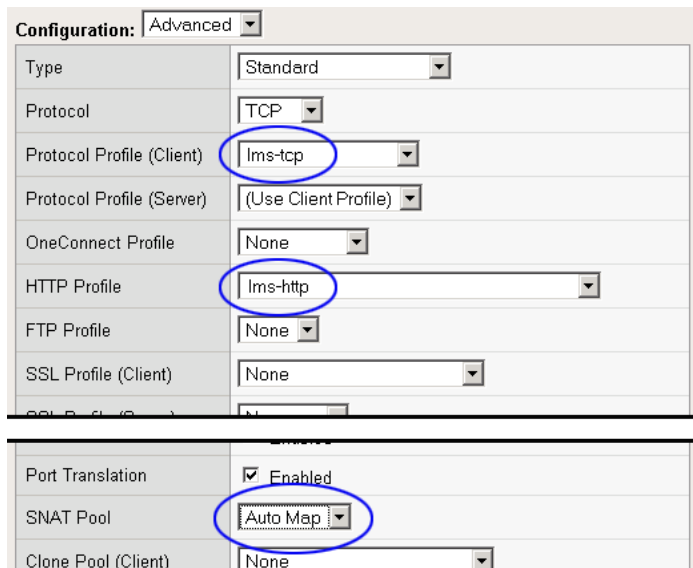 Configuration: Advanced
Type Standard
Protocol TCP
Protocol Profile (Client) lms-tcp
Protocol Profile (Server) (Use Client Profile)
OneConnect Profile None
HTTP Profile lms-http
FTP Profile None
SSL Profile (Client) None
Port Translation Enabled
SNAT Pool Auto Map
Clone Pool (Client) None